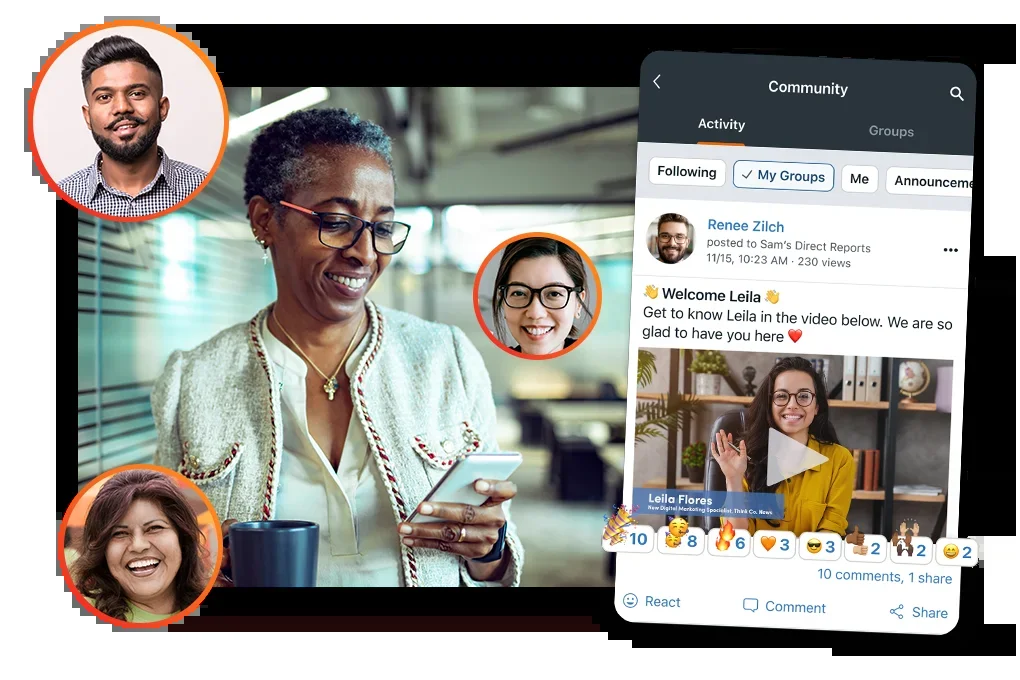 Community
Activity Groups
Following ✓ My Groups Me Announceme
Renee Zilch
posted to Sam's Direct Reports
11/15, 10:23 AM · 230 views
👋 Welcome Leila 👋
Get to know Leila in the video below. We are so
glad to have you here ❤️
Leila Flores
New Digital Marketing Specialist, Think Co. News
10 8 6 3 3 2 2 2
10 comments, 1 share
React Comment Share